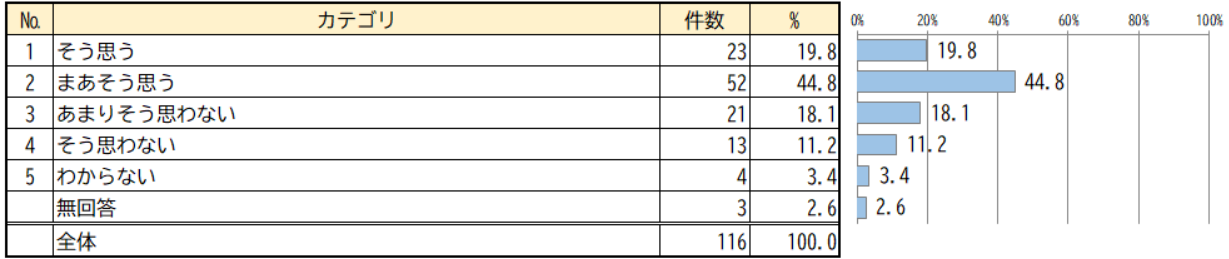 No. カテゴリ 件数 % 0% 20% 40% 60% 80% 100%
1 そう思う 23 19.8 19.8
2 まあそう思う 52 44.8 44.8
3 あまりそう思わない 21 18.1 18.1
4 そう思わない 13 11.2 11.2
5 わからない 4 3.4 3.4
無回答 3 2.6 2.6
全体 116 100.0